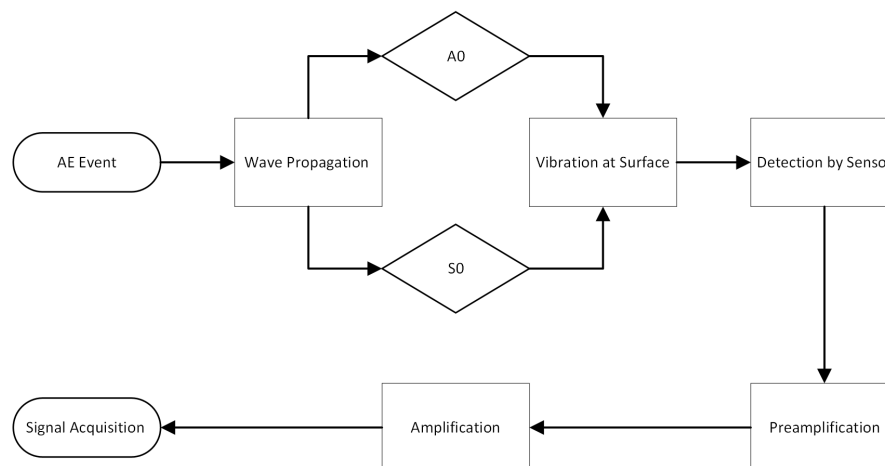 A0
AE Event
Wave Propagation
Vibration at Surface
Detection by Senso
S0
Signal Acquisition
Amplification
Preamplification